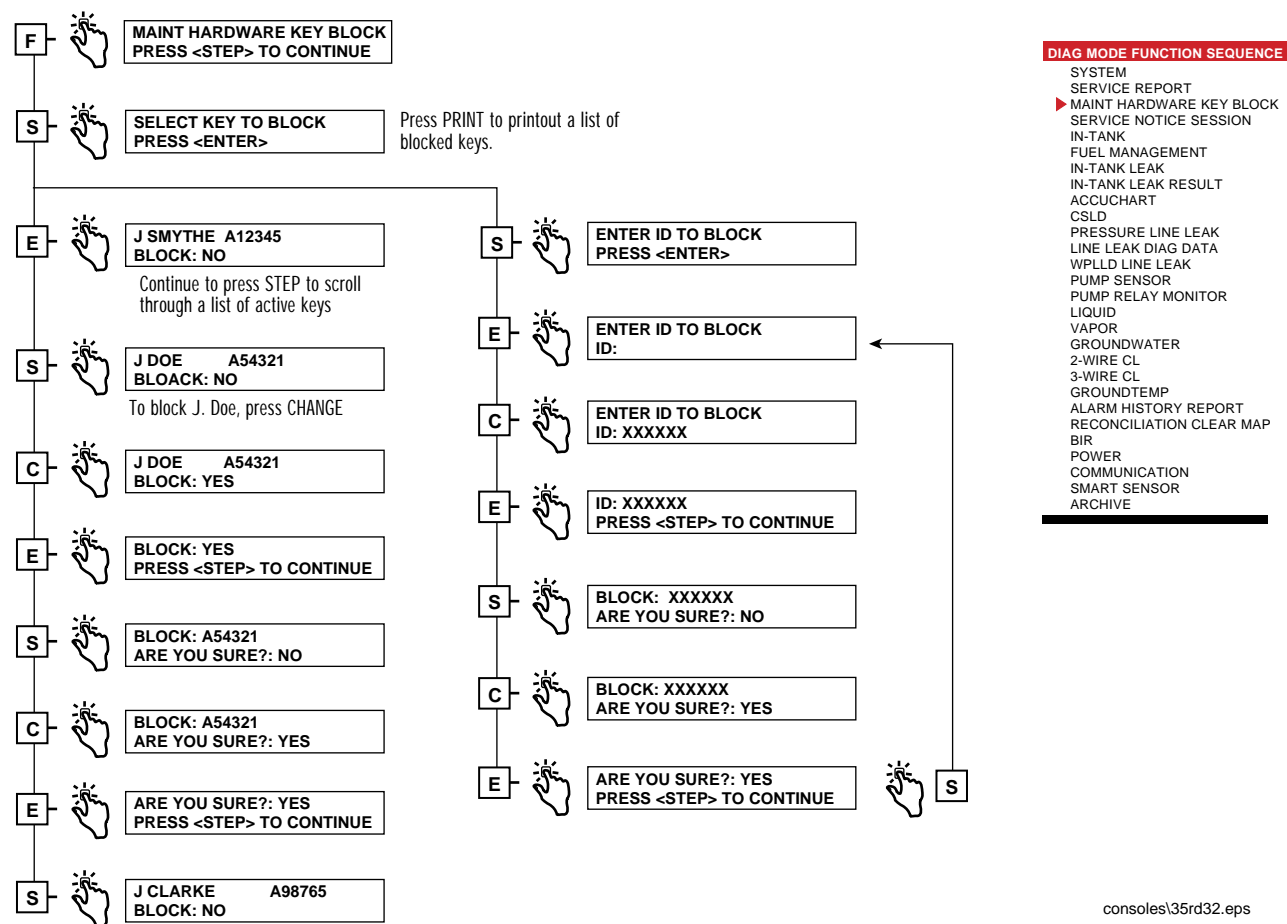 F
MAINT HARDWARE KEY BLOCK
PRESS <STEP> TO CONTINUE
S
SELECT KEY TO BLOCK
PRESS <ENTER>
Press PRINT to printout a list of
blocked keys.
E
J SMYTHE A12345
BLOCK: NO
Continue to press STEP to scroll
through a list of active keys
S
J DOE A54321
BLOACK: NO
To block J. Doe, press CHANGE
C
J DOE A54321
BLOCK: YES
E
BLOCK: YES
PRESS <STEP> TO CONTINUE
S
BLOCK: A54321
ARE YOU SURE?: NO
C
BLOCK: A54321
ARE YOU SURE?: YES
E
ARE YOU SURE?: YES
PRESS <STEP> TO CONTINUE
S
J CLARKE A98765
BLOCK: NO
S
ENTER ID TO BLOCK
PRESS <ENTER>
E
ENTER ID TO BLOCK
ID:
C
ENTER ID TO BLOCK
ID: XXXXXX
E
ID: XXXXXX
PRESS <STEP> TO CONTINUE
S
BLOCK: XXXXXX
ARE YOU SURE?: NO
C
BLOCK: XXXXXX
ARE YOU SURE?: YES
E
ARE YOU SURE?: YES
PRESS <STEP> TO CONTINUE
S
DIAG MODE FUNCTION SEQUENCE
SYSTEM
SERVICE REPORT
MAINT HARDWARE KEY BLOCK
SERVICE NOTICE SESSION
IN-TANK
FUEL MANAGEMENT
IN-TANK LEAK
IN-TANK LEAK RESULT
ACCUCHART
CSLD
PRESSURE LINE LEAK
LINE LEAK DIAG DATA
WPLLD LINE LEAK
PUMP SENSOR
PUMP RELAY MONITOR
LIQUID
VAPOR
GROUNDWATER
2-WIRE CL
3-WIRE CL
GROUNDTEMP
ALARM HISTORY REPORT
RECONCILIATION CLEAR MAP
BIR
POWER
COMMUNICATION
SMART SENSOR
ARCHIVE
consoles\35rd32.eps